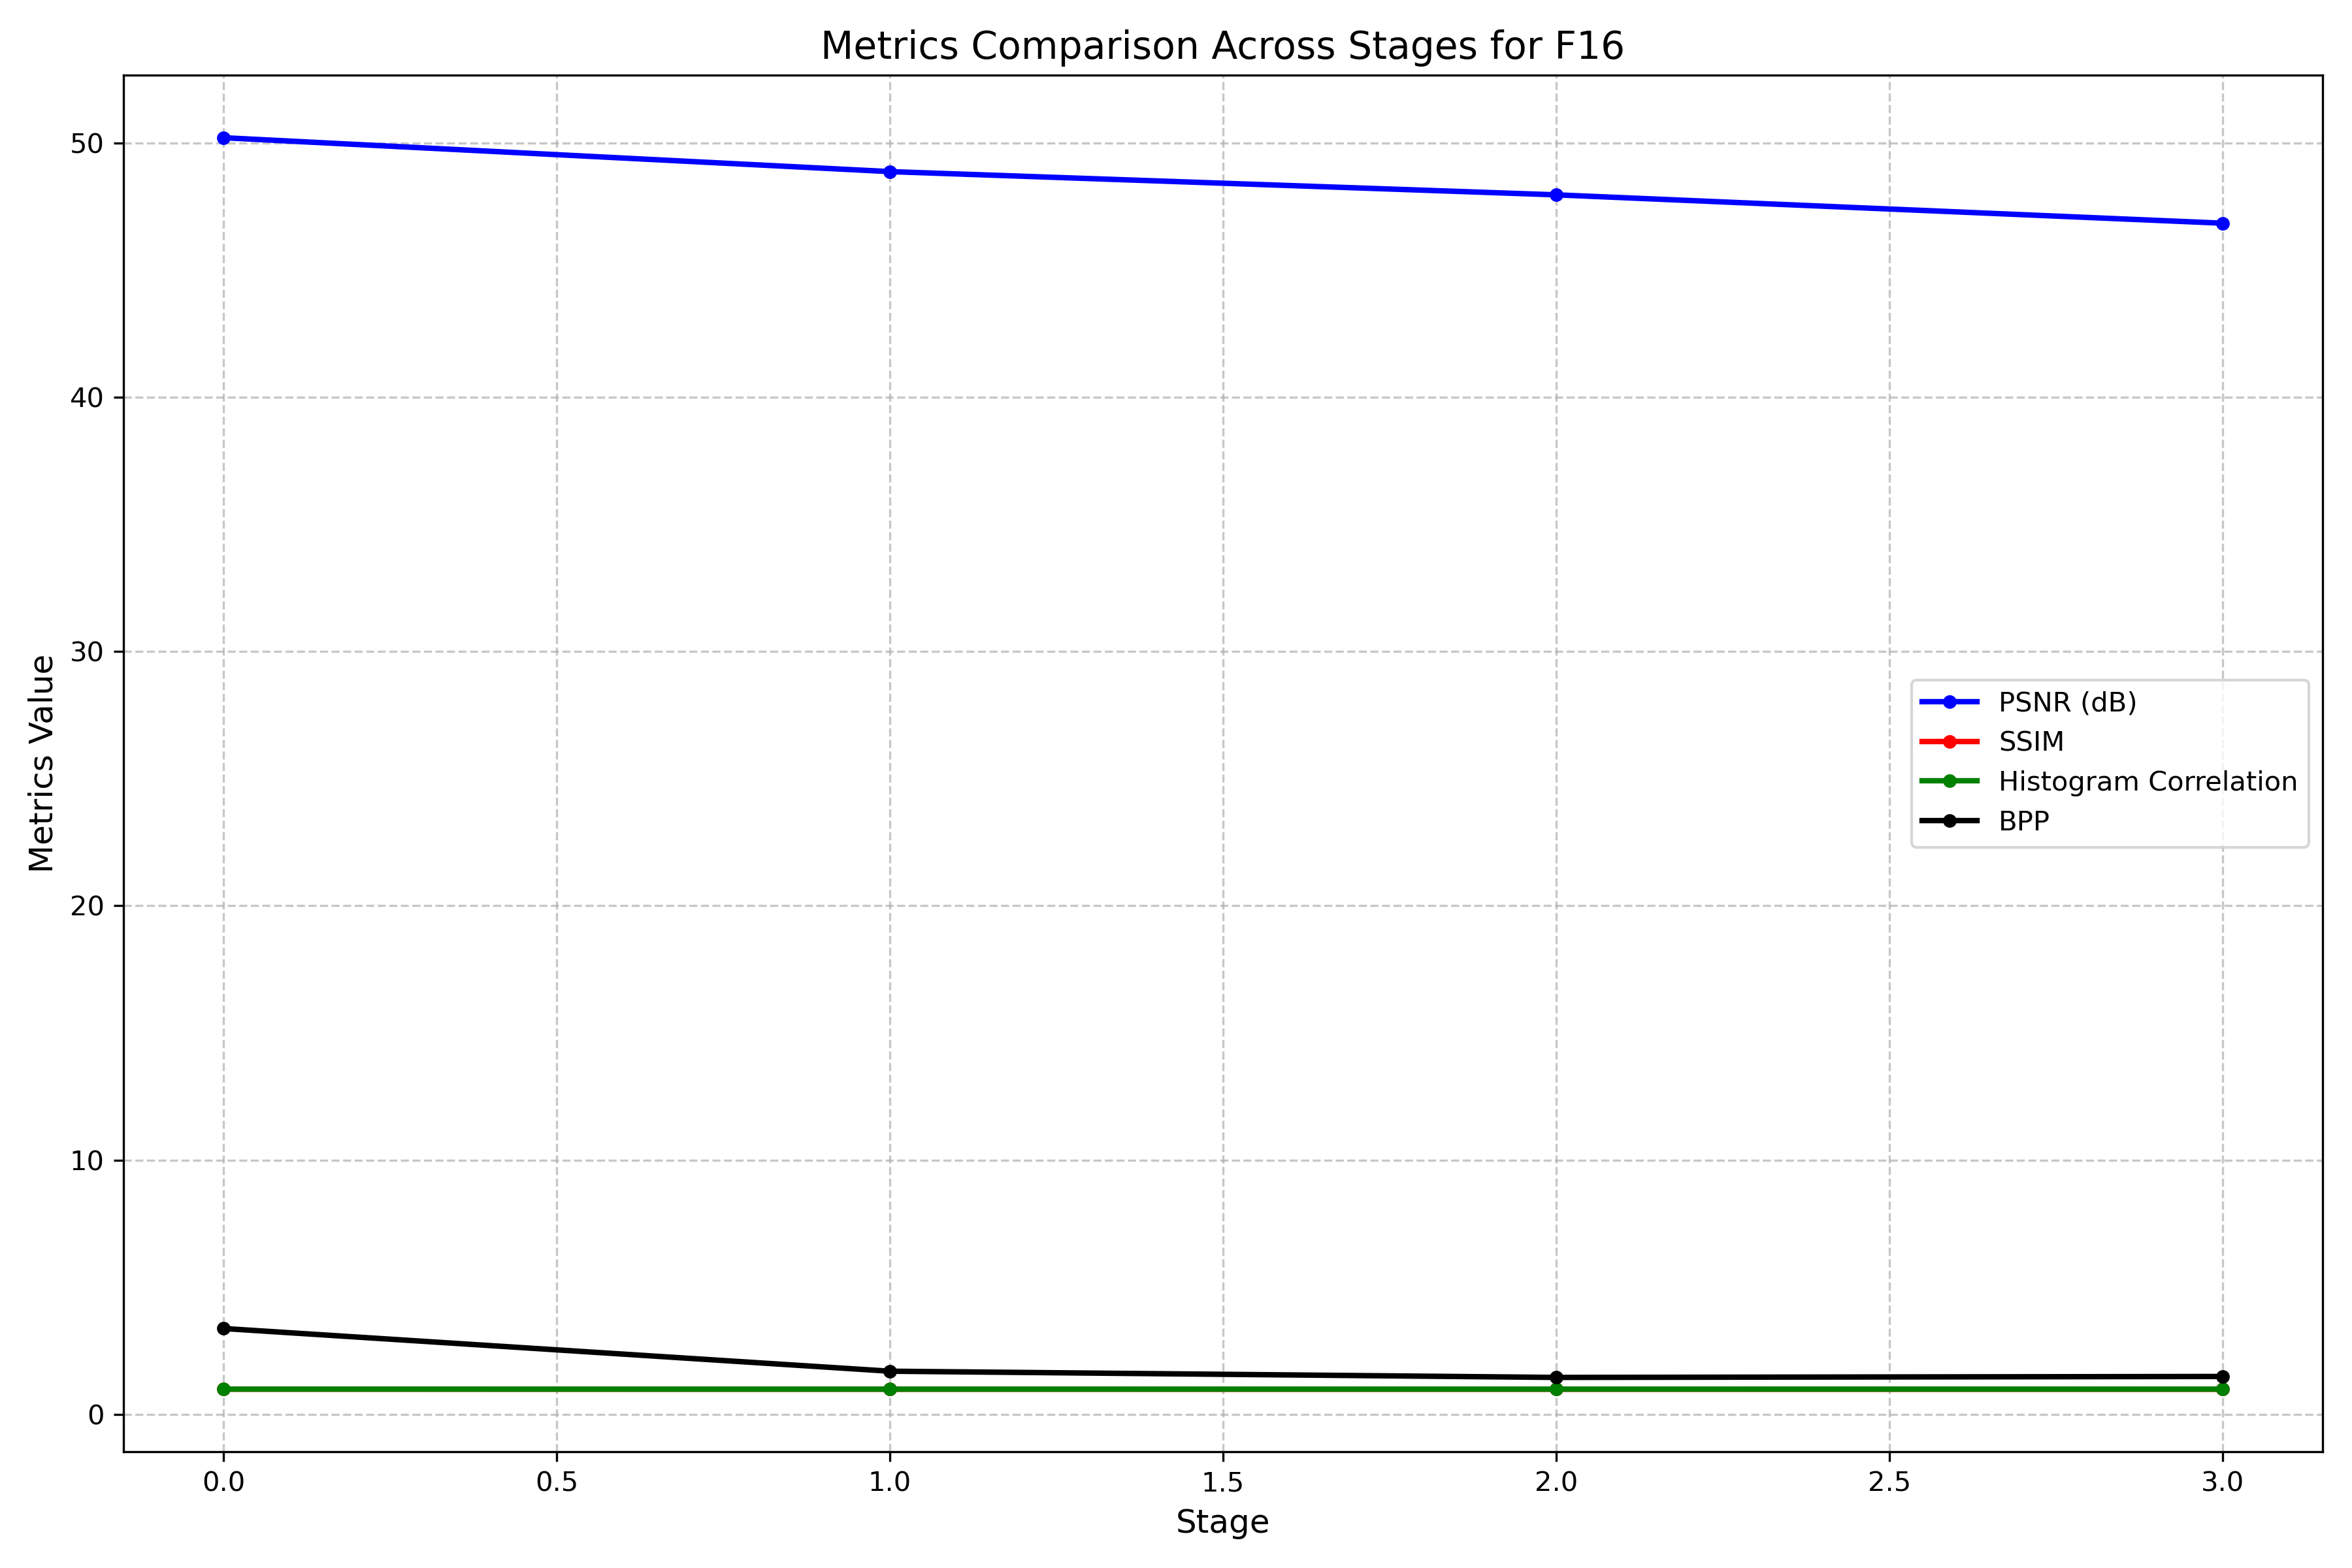 Metrics Comparison Across Stages for F16
50
40
30
20
10
0
Metrics Value
PSNR (dB)
SSIM
Histogram Correlation
BPP
0.0 0.5 1.0 1.5 2.0 2.5 3.0
Stage